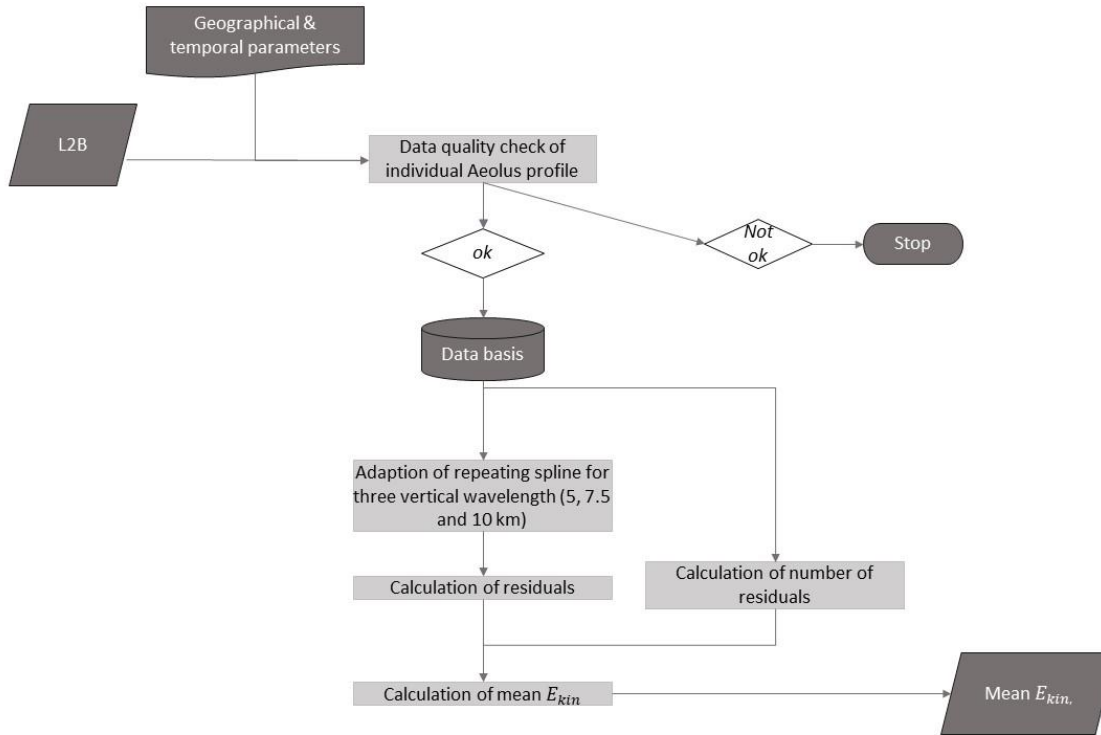 Geographical &
temporal parameters
L2B
Data quality check of
individual Aeolus profile
ok
Not
ok
Stop
Data basis
Adaption of repeating spline for
three vertical wavelength (5, 7.5
and 10 km)
Calculation of residuals
Calculation of number of
residuals
Calculation of mean E_kin
Mean E_kin,